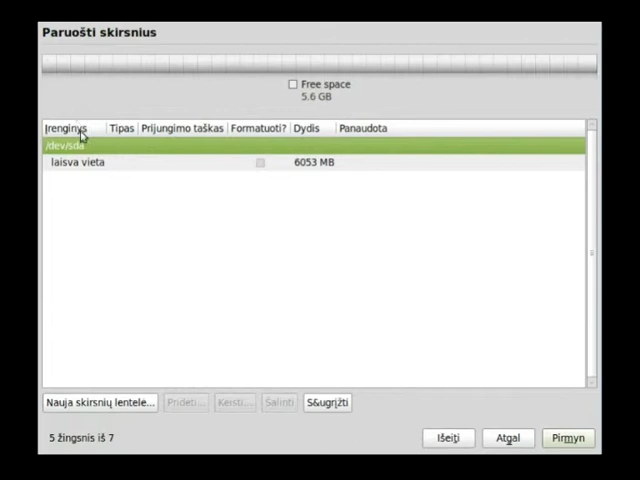 Paruošti skirsnius
Free space
5.6 GB
Įrenginys Tipas Prijungimo taškas Formatuoti? Dydis Panaudota
/dev/sda
laisva vieta 6053 MB
Nauja skirsnių lentelė... Pridėti... Keisti... Šalinti S&ugrįžti
5 žingsnis iš 7 Išeiti Atgal Pirmyn